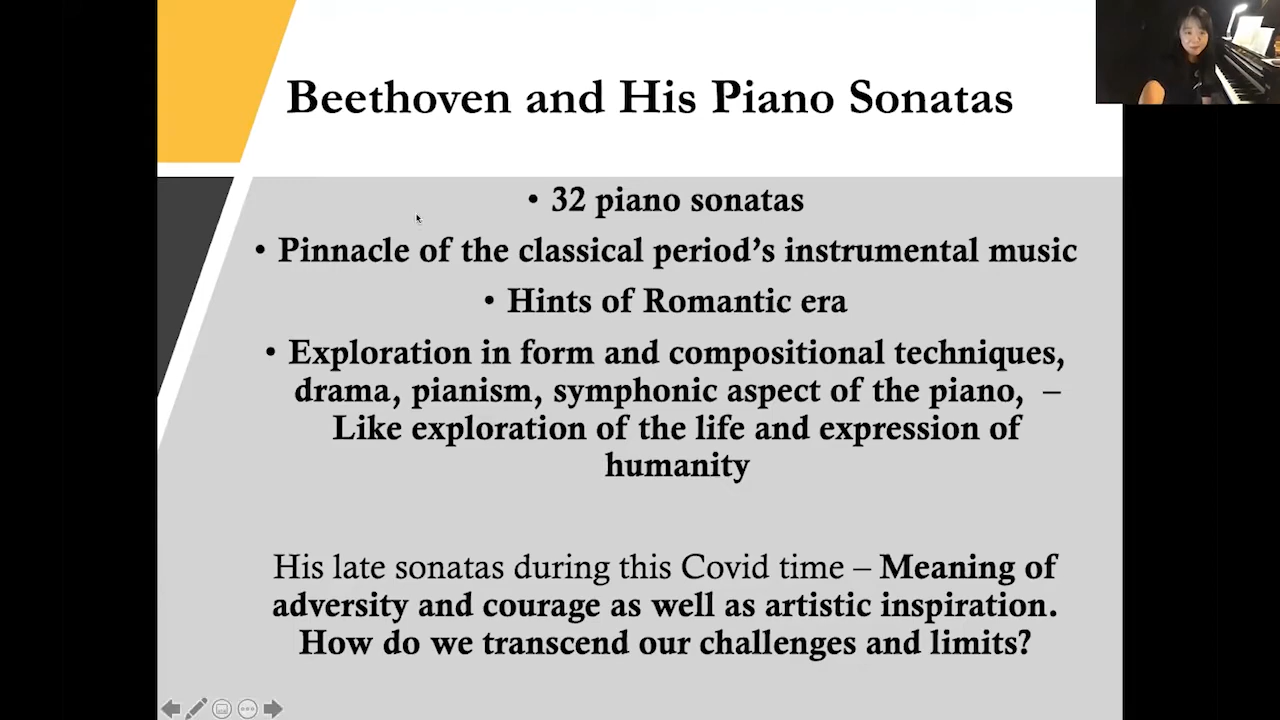 Beethoven and His Piano Sonatas
• 32 piano sonatas
• Pinnacle of the classical period’s instrumental music
• Hints of Romantic era
• Exploration in form and compositional techniques,
drama, pianism, symphonic aspect of the piano, –
Like exploration of the life and expression of
humanity
His late sonatas during this Covid time – Meaning of
adversity and courage as well as artistic inspiration.
How do we transcend our challenges and limits?